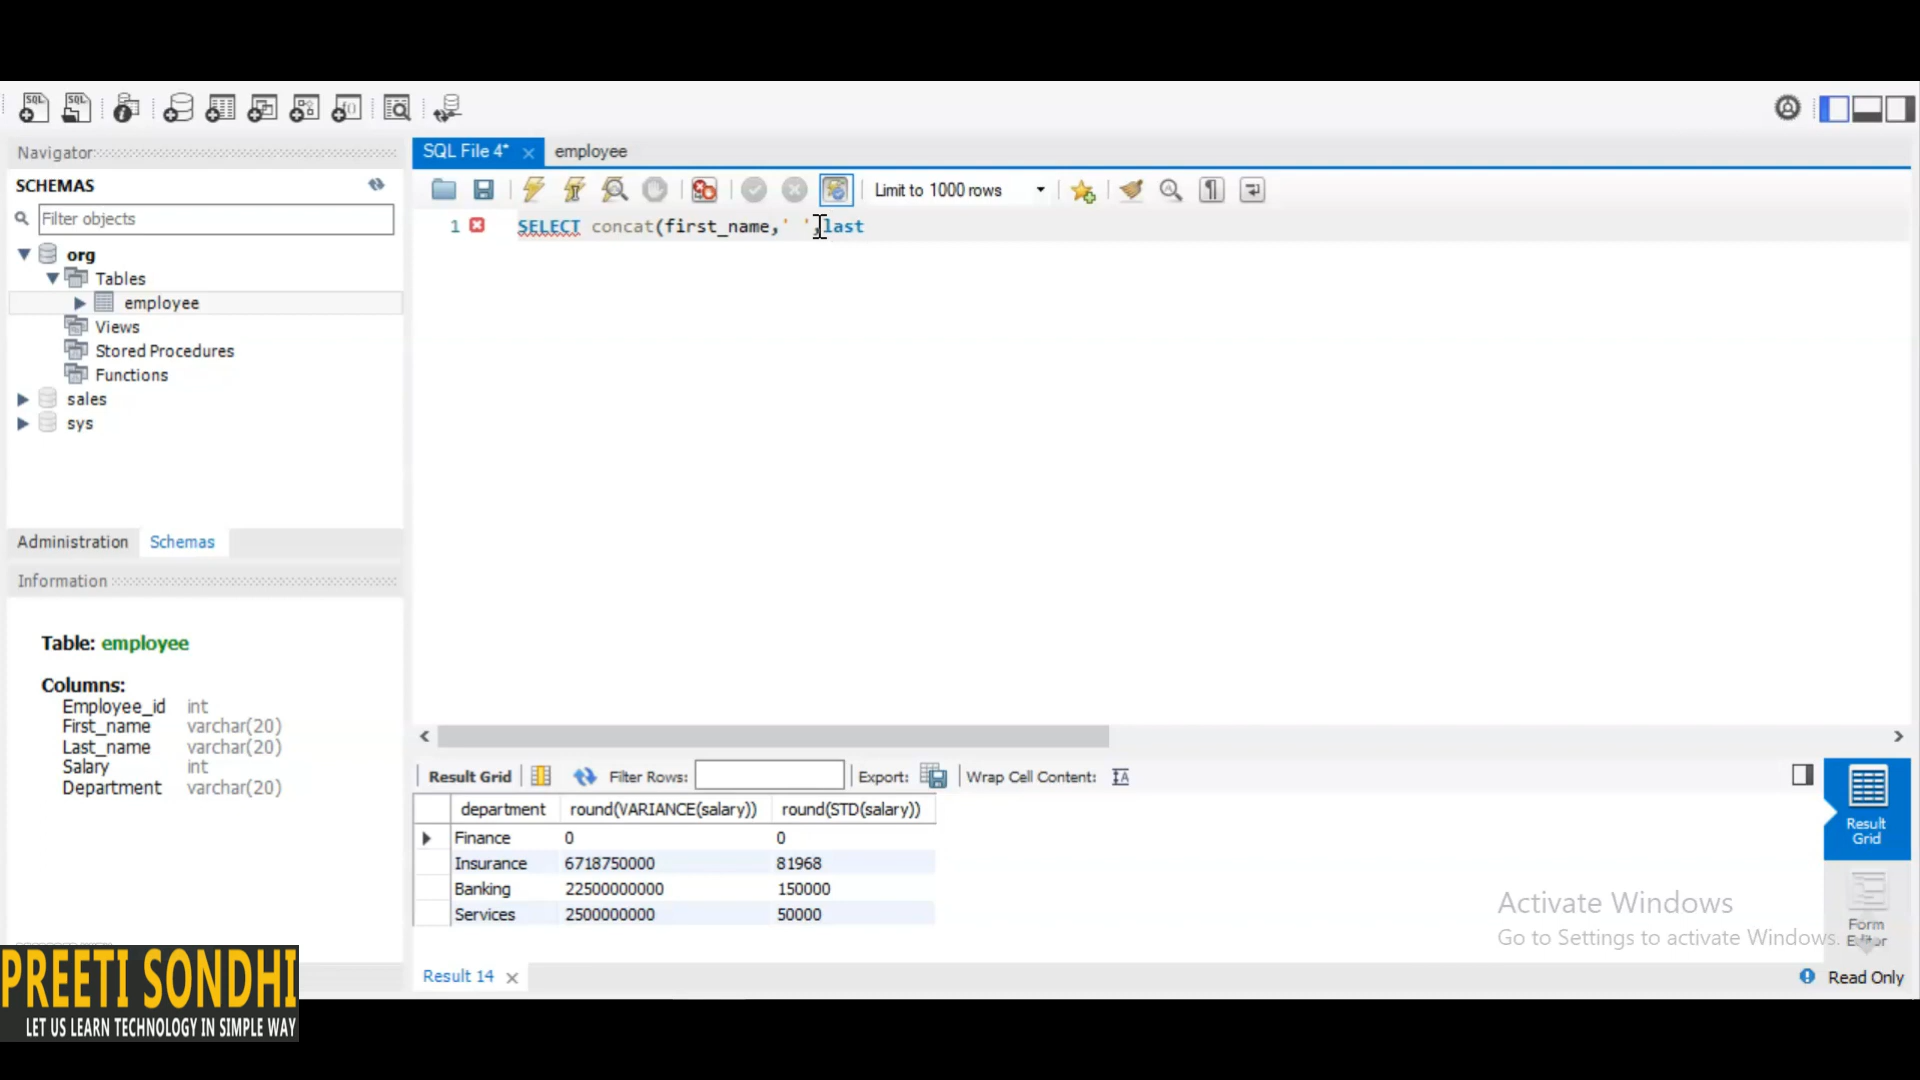 Navigator
SCHEMAS
Filter objects
org
Tables
employee
Views
Stored Procedures
Functions
sales
sys
Administration Schemas
Information
Table: employee
Columns:
Employee_id int
First_name varchar(20)
Last_name varchar(20)
Salary int
Department varchar(20)
SQL File 4* employee
Limit to 1000 rows
1 SELECT concat(first_name,' ',last
Result Grid Filter Rows: Export: Wrap Cell Content:
department round(VARIANCE(salary)) round(STD(salary))
Finance 0 0
Insurance 6718750000 81968
Banking 22500000000 150000
Services 2500000000 50000
Result
Grid
Form
Editor
Activate Windows
Go to Settings to activate Windows.
Result 14
Read Only
PREETI SONDHI
LET US LEARN TECHNOLOGY IN SIMPLE WAY